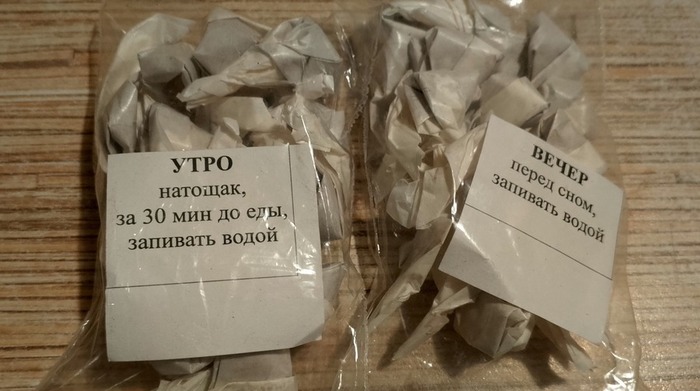 УТРО
натощак,
за 30 мин до еды,
запивать водой
ВЕЧЕР
перед сном,
запивать водой